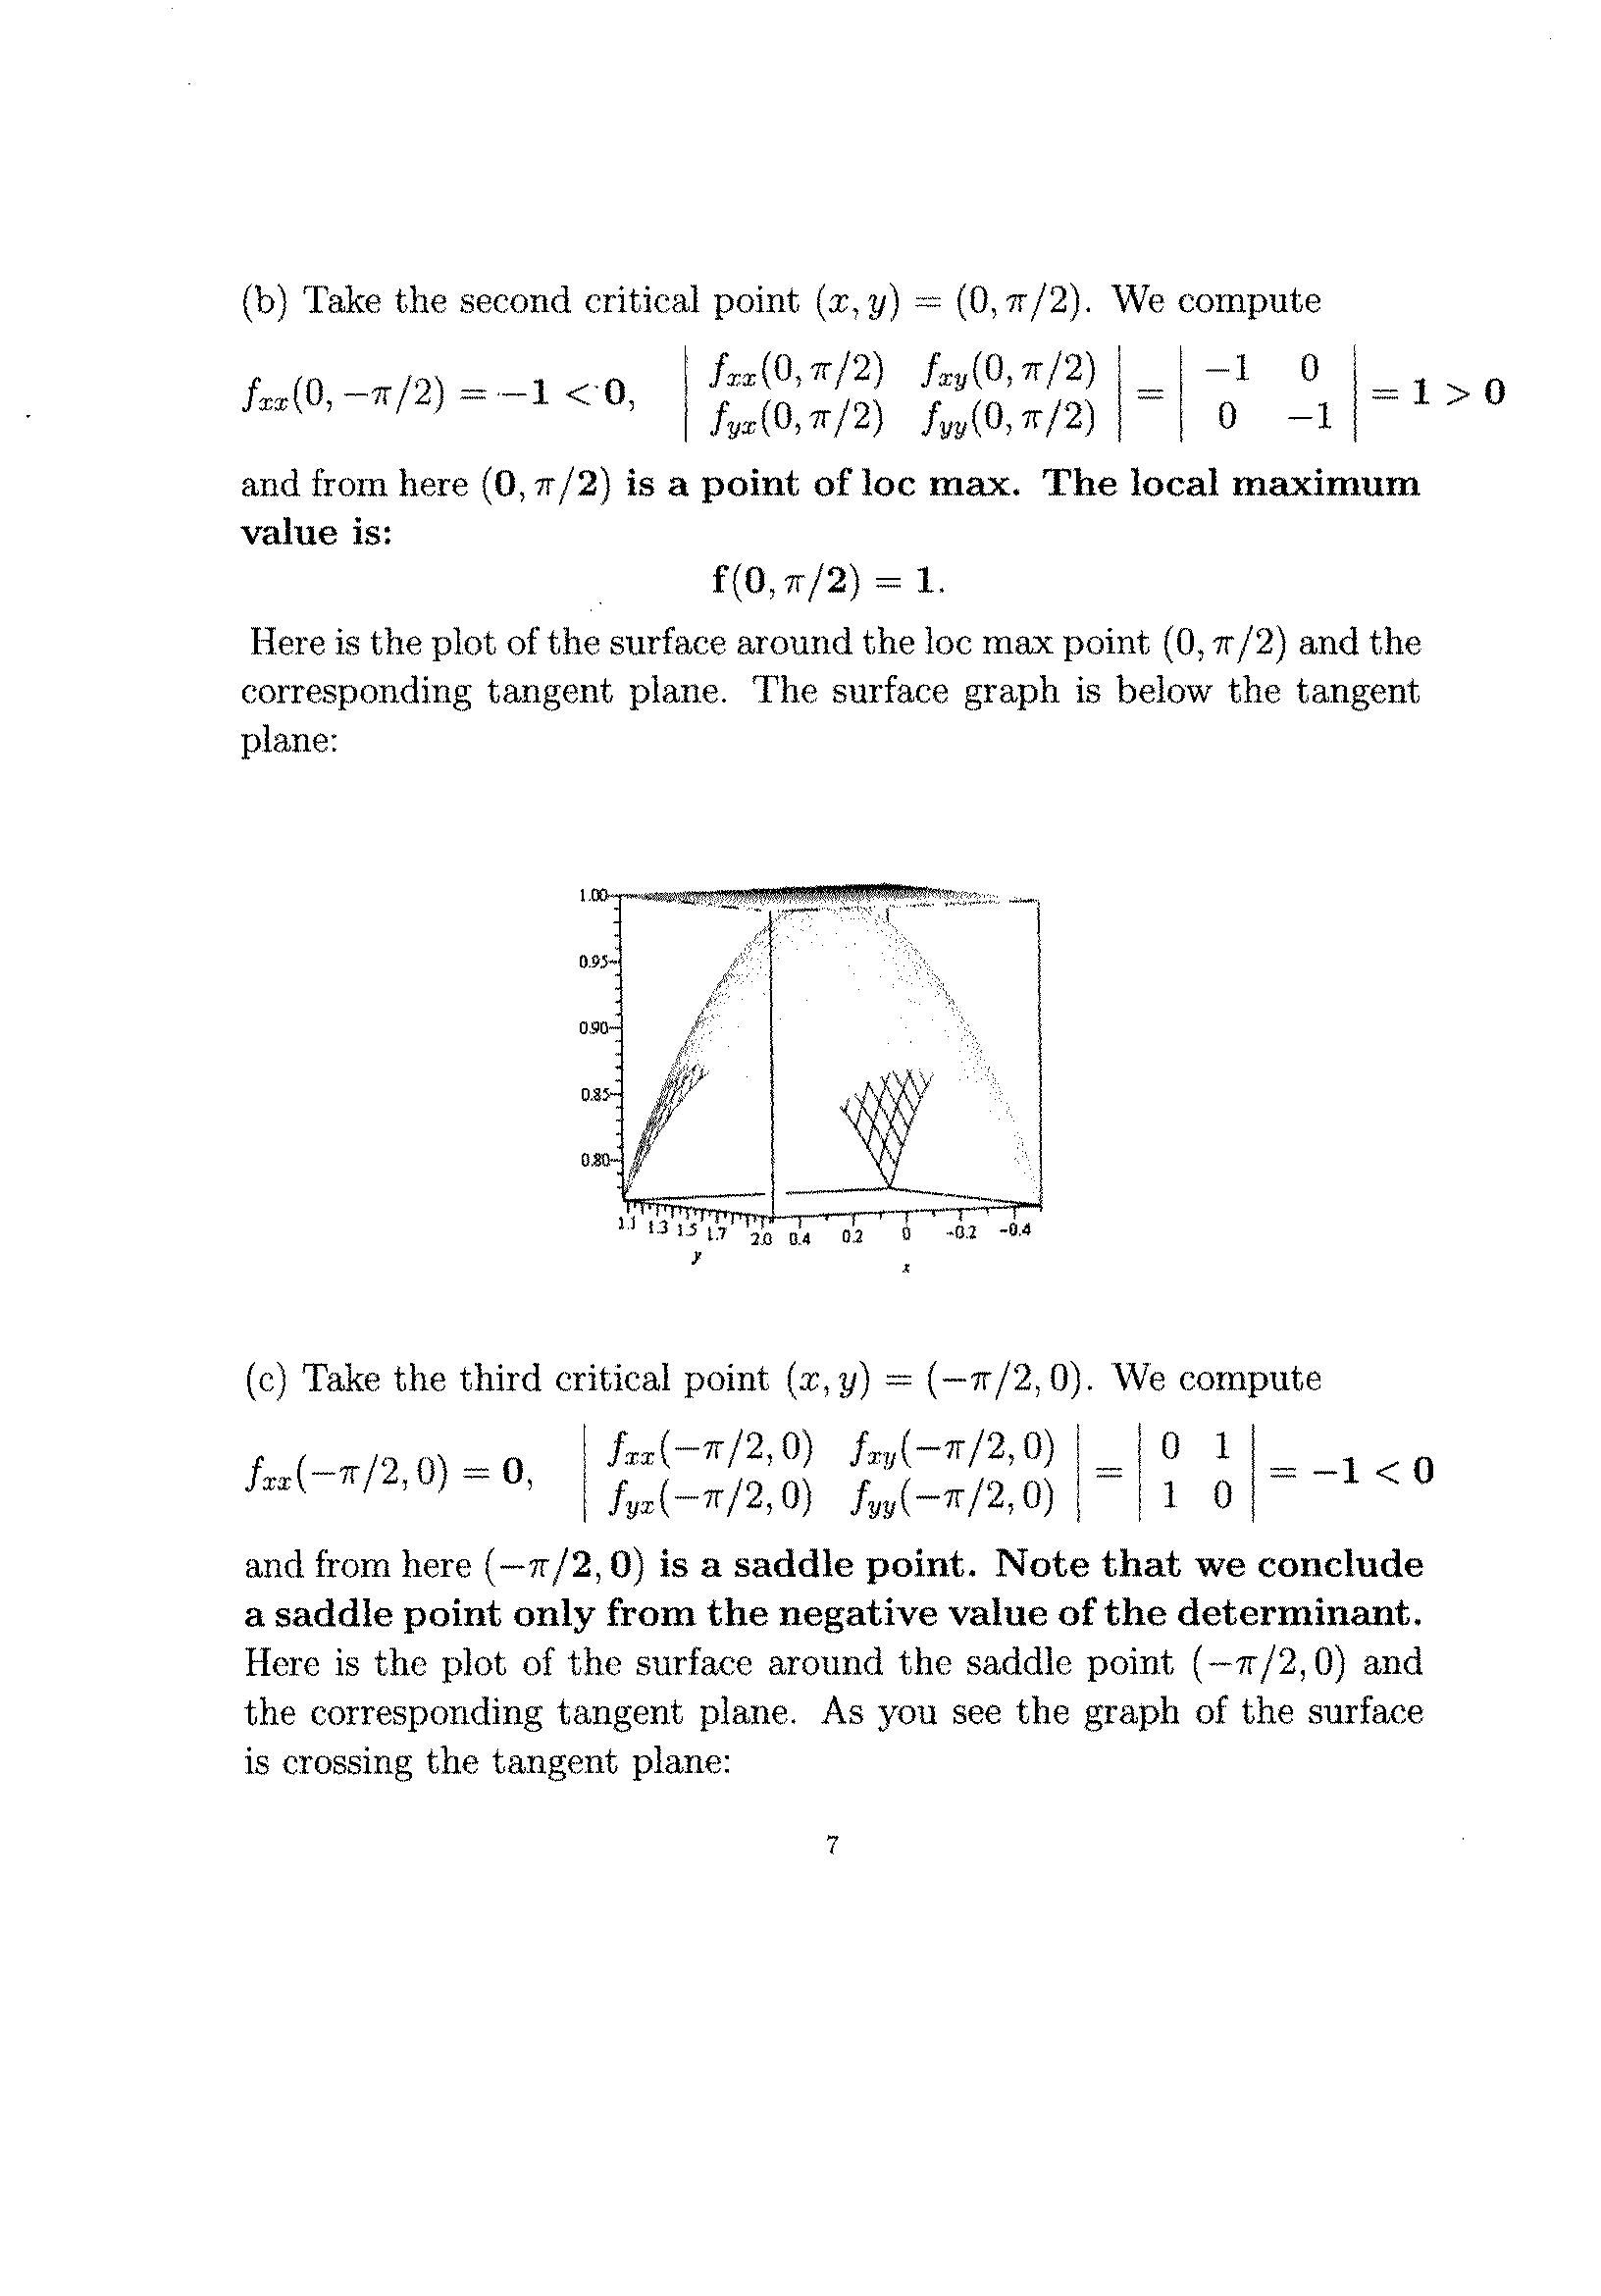 (b) Take the second critical point (x, y) = (0, π/2). We compute
f_xx(0, −π/2) = −1 < 0, | f_xx(0, π/2) f_xy(0, π/2) | = | −1 0 | = 1 > 0
| f_yx(0, π/2) f_yy(0, π/2) | | 0 −1 |
and from here (0, π/2) is a point of loc max. The local maximum
value is:
f(0, π/2) = 1.
Here is the plot of the surface around the loc max point (0, π/2) and the
corresponding tangent plane. The surface graph is below the tangent
plane:
1.00
0.95
0.90
0.85
0.80
1.1 1.3 1.5 1.7 2.0 0.4 0.2 0 -0.2 -0.4
y x
(c) Take the third critical point (x, y) = (−π/2, 0). We compute
f_xx(−π/2, 0) = 0, | f_xx(−π/2, 0) f_xy(−π/2, 0) | = | 0 1 | = −1 < 0
| f_yx(−π/2, 0) f_yy(−π/2, 0) | | 1 0 |
and from here (−π/2, 0) is a saddle point. Note that we conclude
a saddle point only from the negative value of the determinant.
Here is the plot of the surface around the saddle point (−π/2, 0) and
the corresponding tangent plane. As you see the graph of the surface
is crossing the tangent plane:
7